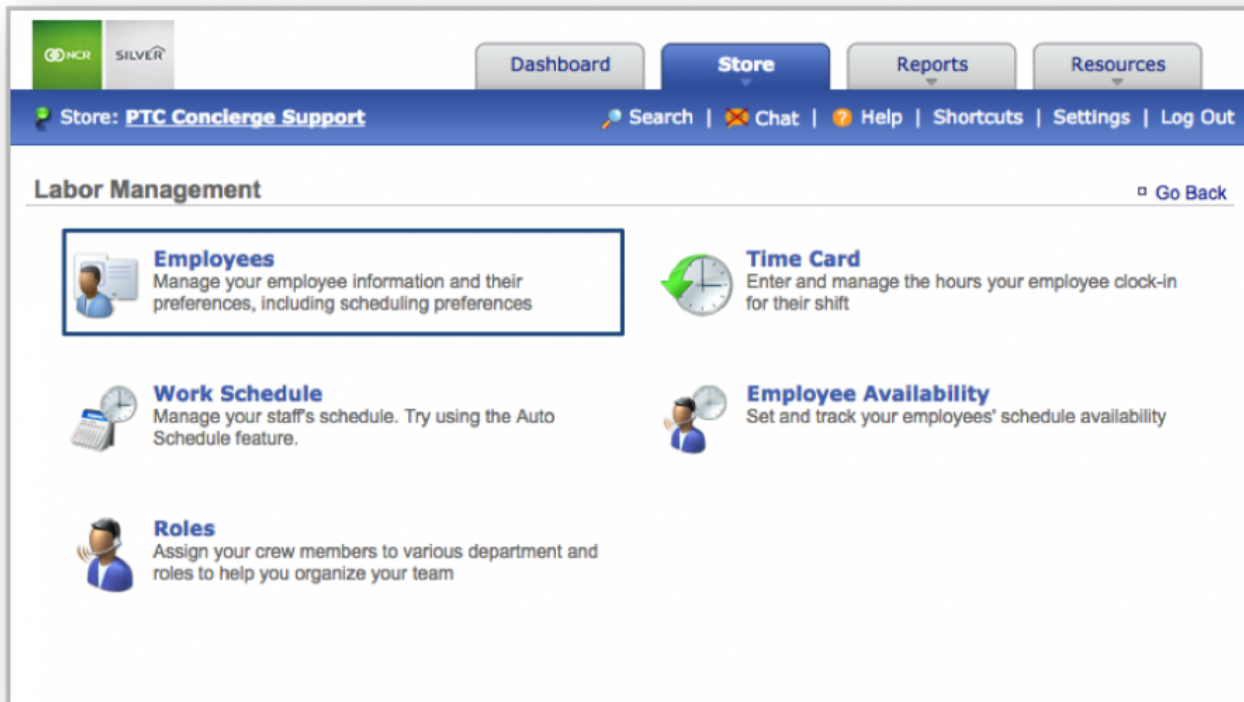 NCR SILVER
Dashboard Store Reports Resources
Store: PTC Concierge Support Search | Chat | Help | Shortcuts | Settings | Log Out
Labor Management Go Back
Employees
Manage your employee information and their
preferences, including scheduling preferences
Time Card
Enter and manage the hours your employee clock-in
for their shift
Work Schedule
Manage your staff's schedule. Try using the Auto
Schedule feature.
Employee Availability
Set and track your employees' schedule availability
Roles
Assign your crew members to various department and
roles to help you organize your team